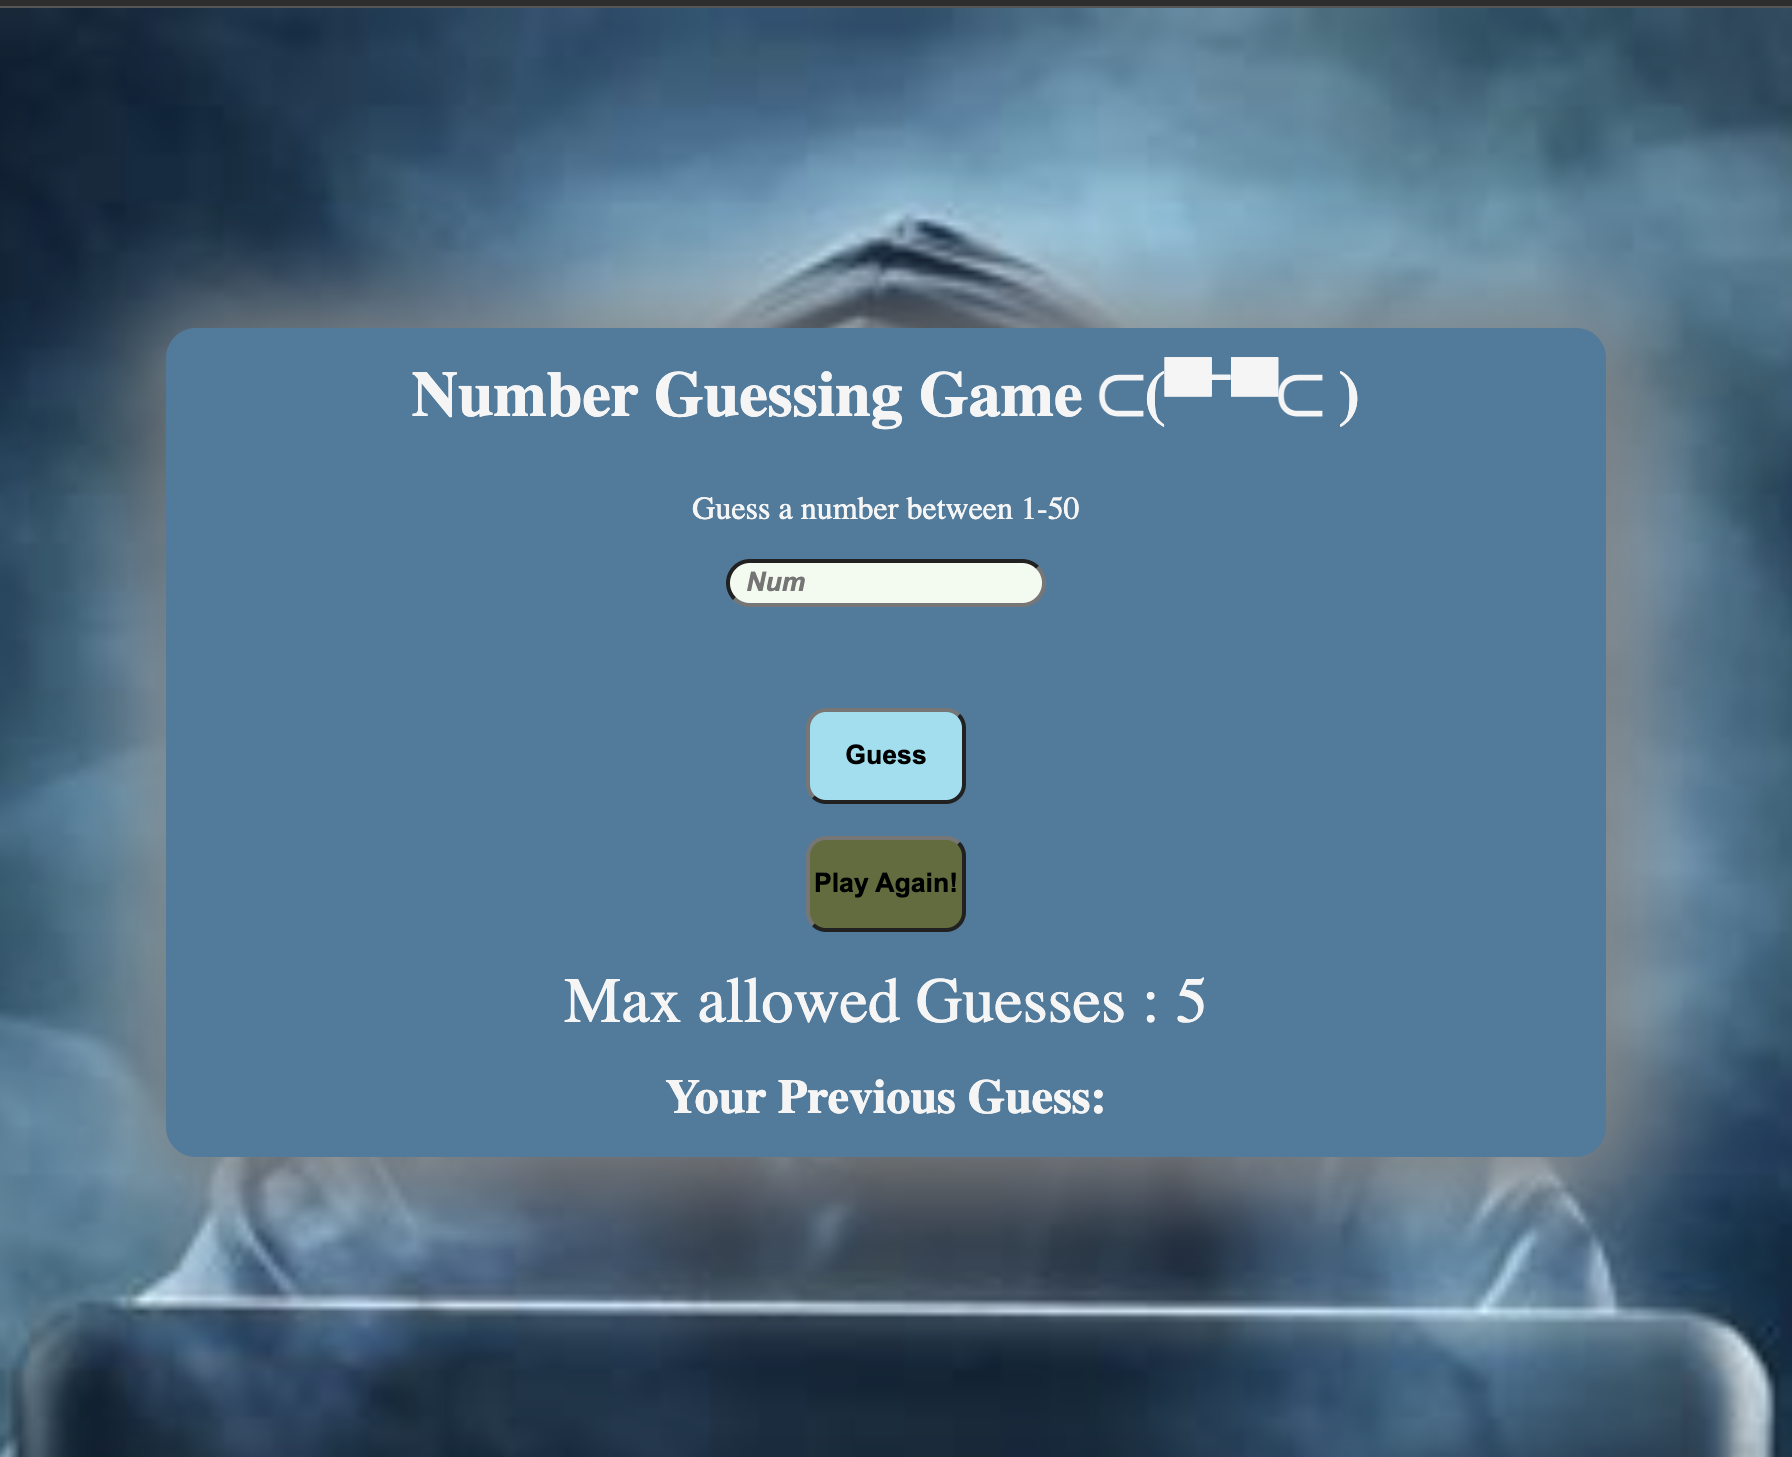 Number Guessing Game ⊂(▀¯▀⊂ )
Guess a number between 1-50
Num
Guess
Play Again!
Max allowed Guesses : 5
Your Previous Guess: